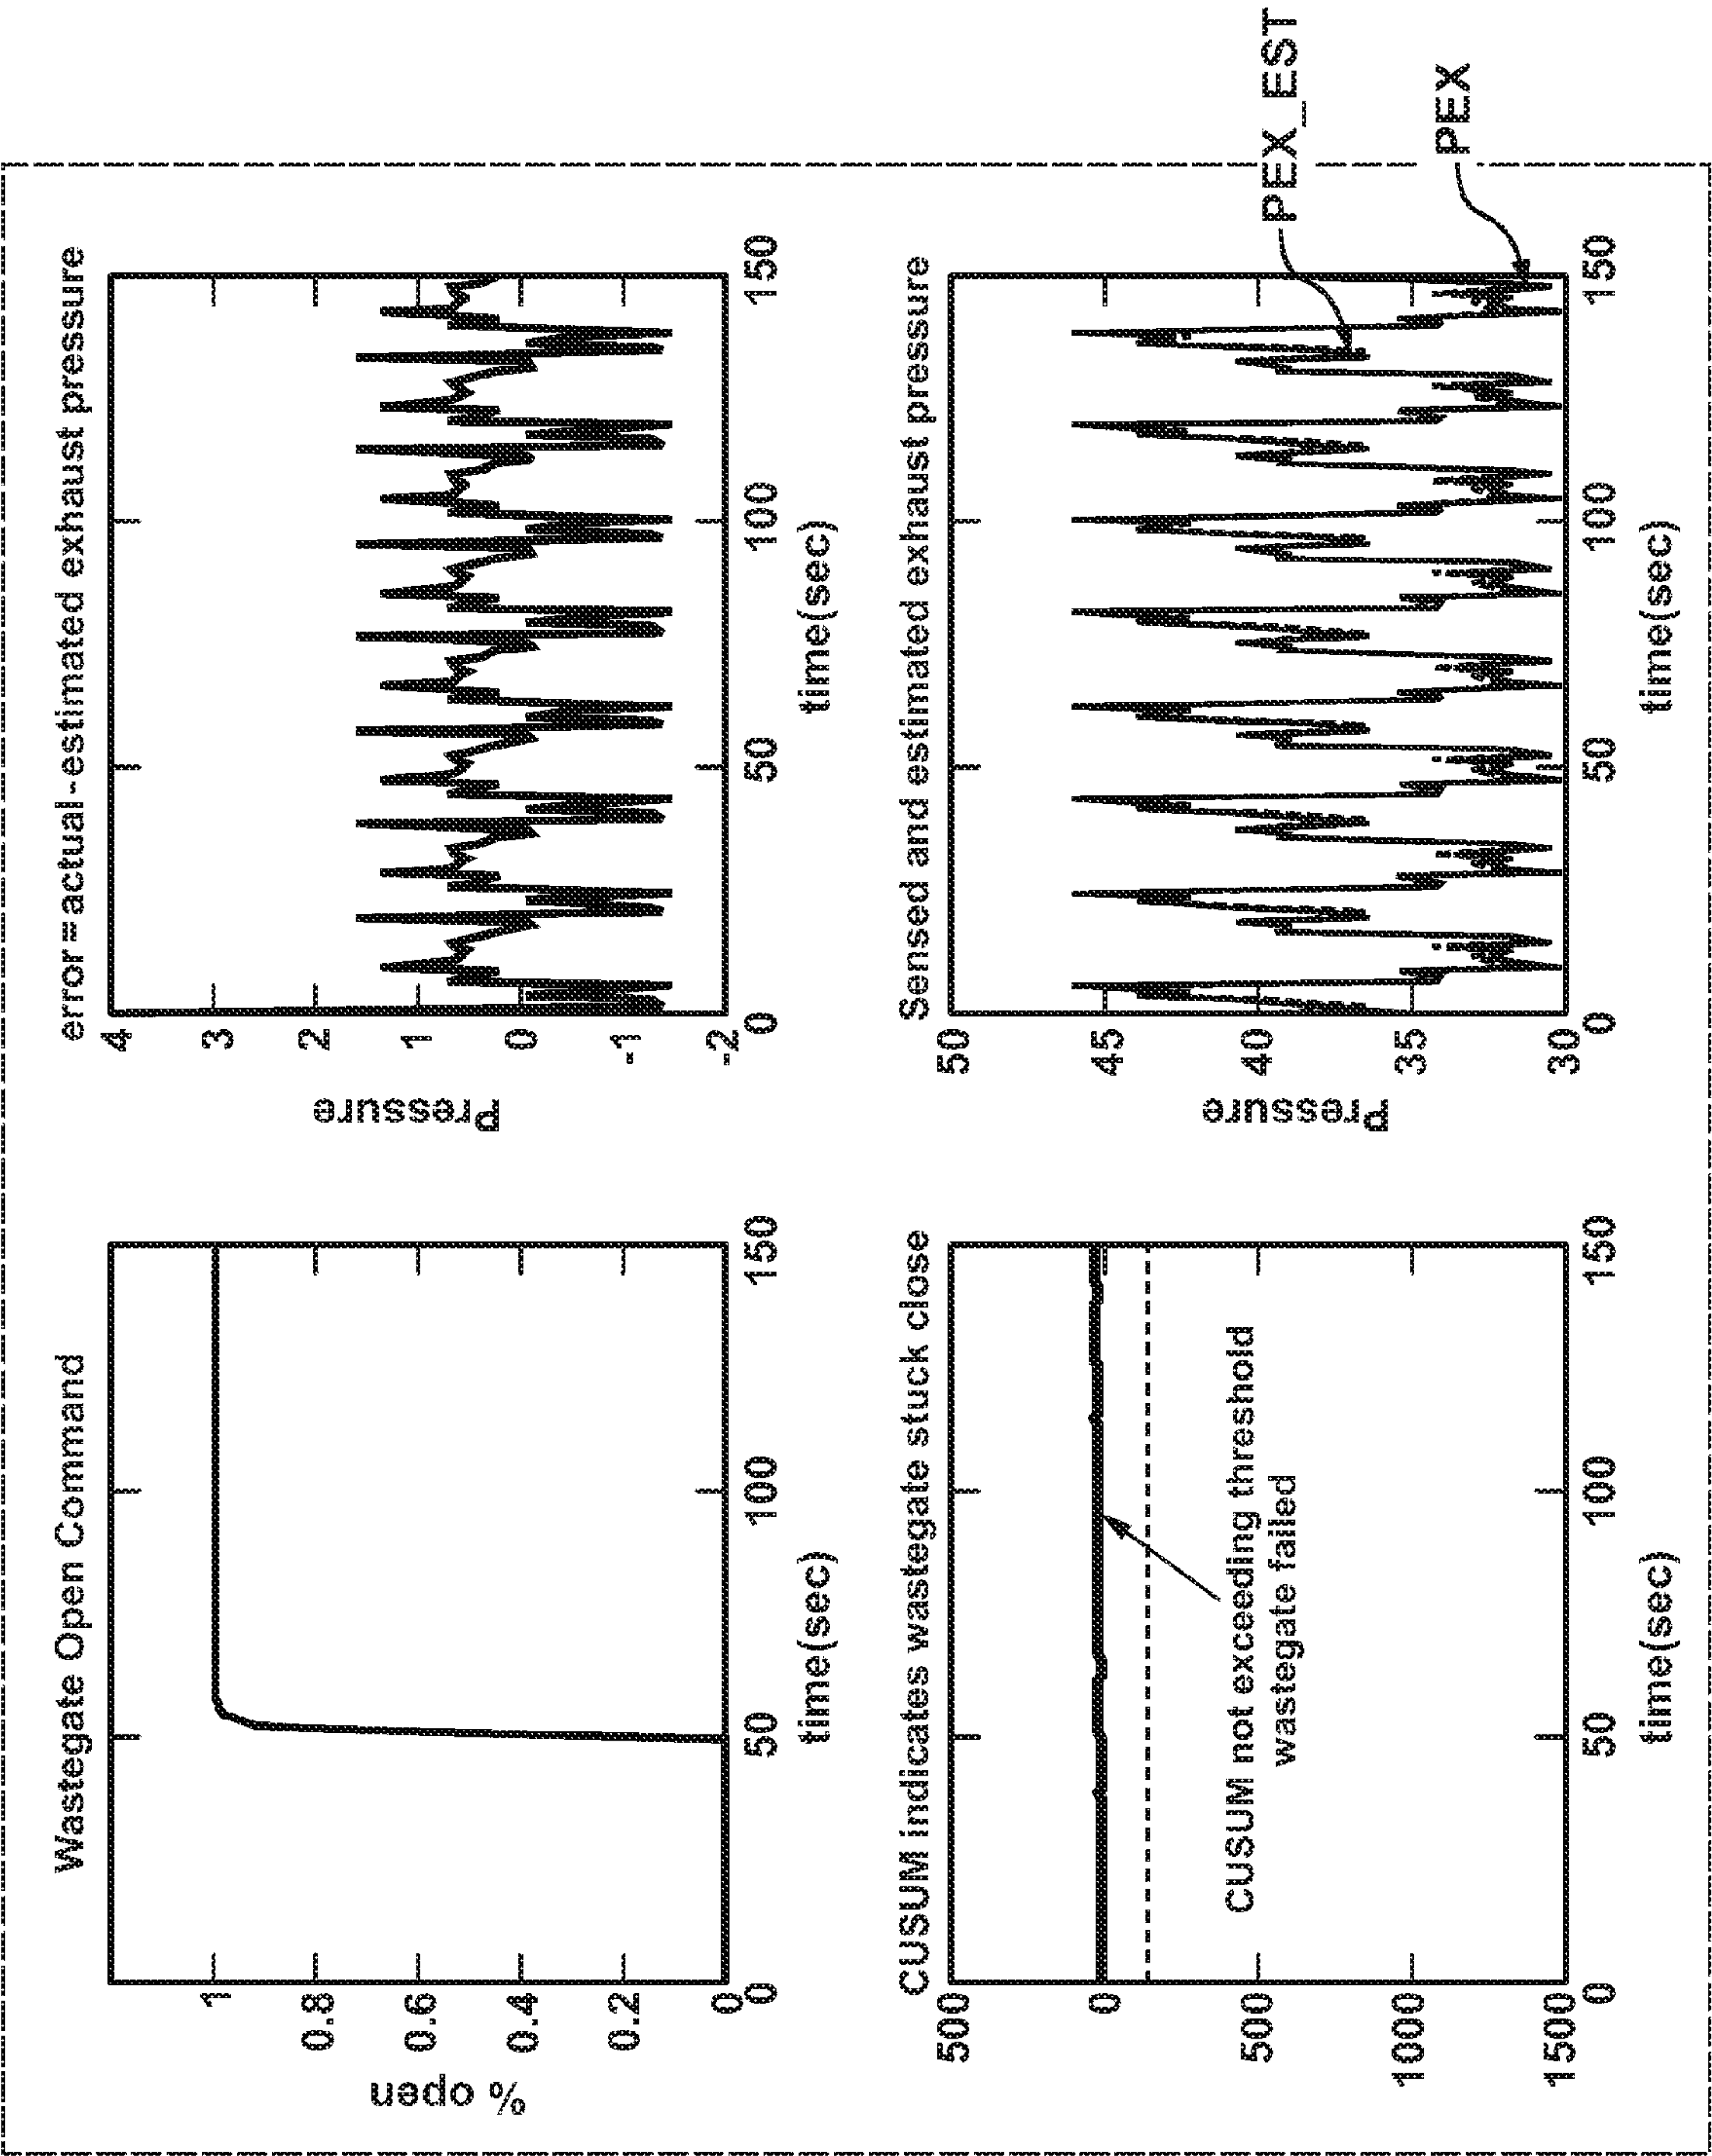 Wastegate Open Command
% open
1
0.8
0.6
0.4
0.2
0
0
50
100
150
time(sec)
error=actual-estimated exhaust pressure
Pressure
4
3
2
1
0
-1
-2
0
50
100
150
time(sec)
CUSUM indicates wastegate stuck close
500
0
500
1000
1500
CUSUM not exceeding threshold
wastegate failed
0
50
100
150
time(sec)
Sensed and estimated exhaust pressure
Pressure
50
45
40
35
30
0
50
100
150
time(sec)
PEX_EST
PEX